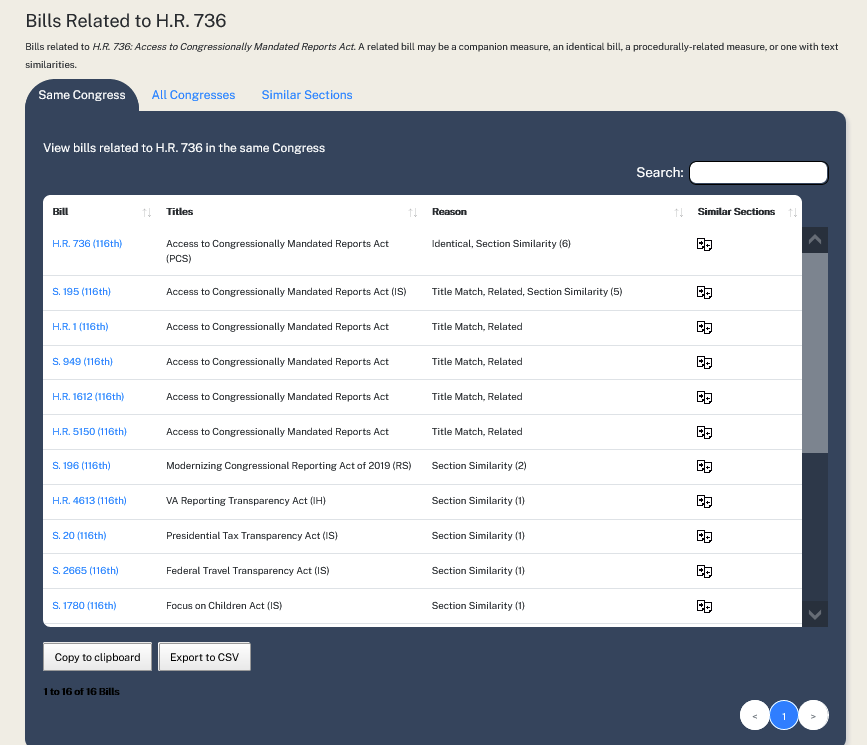 Bills Related to H.R. 736
Bills related to H.R. 736: Access to Congressionally Mandated Reports Act. A related bill may be a companion measure, an identical bill, a procedurally-related measure, or one with text
similarities.
Same Congress All Congresses Similar Sections
View bills related to H.R. 736 in the same Congress
Search:
Bill Titles Reason Similar Sections
H.R. 736 (116th) Access to Congressionally Mandated Reports Act Identical, Section Similarity (6)
(PCS)
S. 195 (116th) Access to Congressionally Mandated Reports Act (IS) Title Match, Related, Section Similarity (5)
H.R. 1 (116th) Access to Congressionally Mandated Reports Act Title Match, Related
S. 949 (116th) Access to Congressionally Mandated Reports Act Title Match, Related
H.R. 1612 (116th) Access to Congressionally Mandated Reports Act Title Match, Related
H.R. 5150 (116th) Access to Congressionally Mandated Reports Act Title Match, Related
S. 196 (116th) Modernizing Congressional Reporting Act of 2019 (RS) Section Similarity (2)
H.R. 4613 (116th) VA Reporting Transparency Act (IH) Section Similarity (1)
S. 20 (116th) Presidential Tax Transparency Act (IS) Section Similarity (1)
S. 2665 (116th) Federal Travel Transparency Act (IS) Section Similarity (1)
S. 1780 (116th) Focus on Children Act (IS) Section Similarity (1)
Copy to clipboard Export to CSV
1 to 16 of 16 Bills
< 1 >